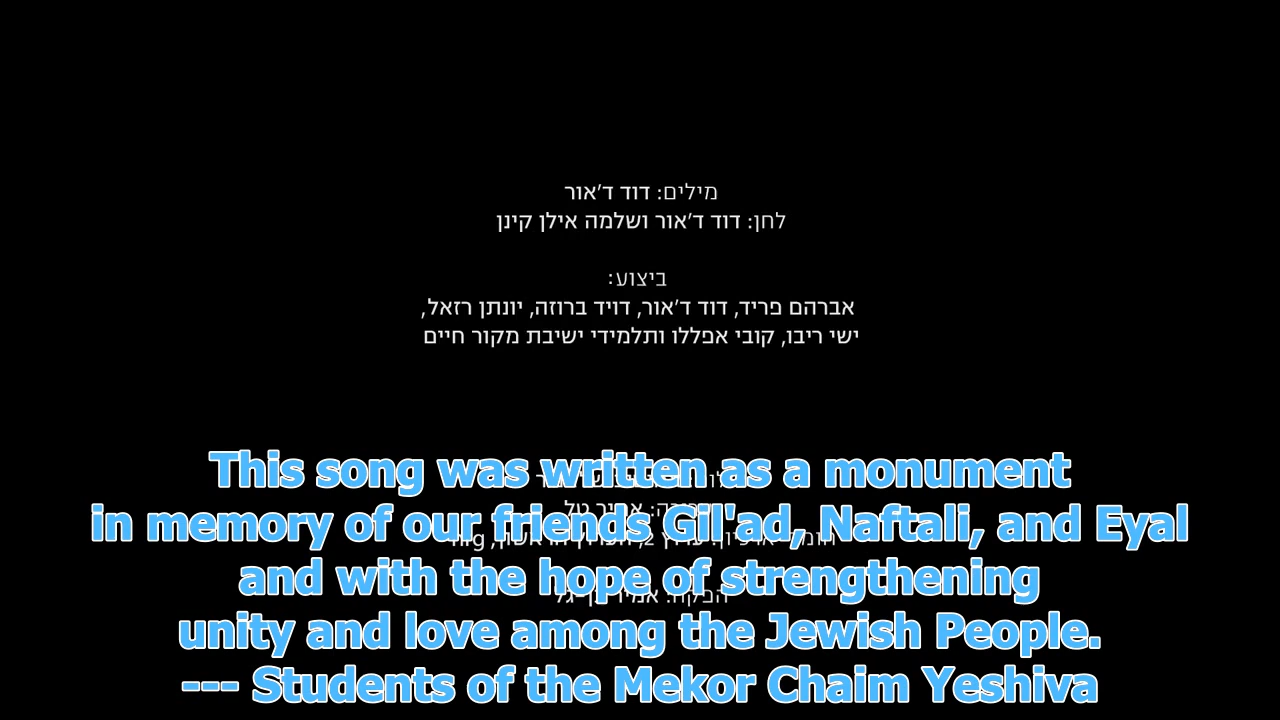 מילים: דוד ד'אור
לחן: דוד ד'אור ושלמה אילן קינן
ביצוע:
אברהם פריד, דוד ד'אור, דויד ברוזה, יונתן רזאל,
ישי ריבו, קובי אפללו ותלמידי ישיבת מקור חיים
This song was written as a monument
in memory of our friends Gil'ad, Naftali, and Eyal
and with the hope of strengthening
unity and love among the Jewish People.
--- Students of the Mekor Chaim Yeshiva